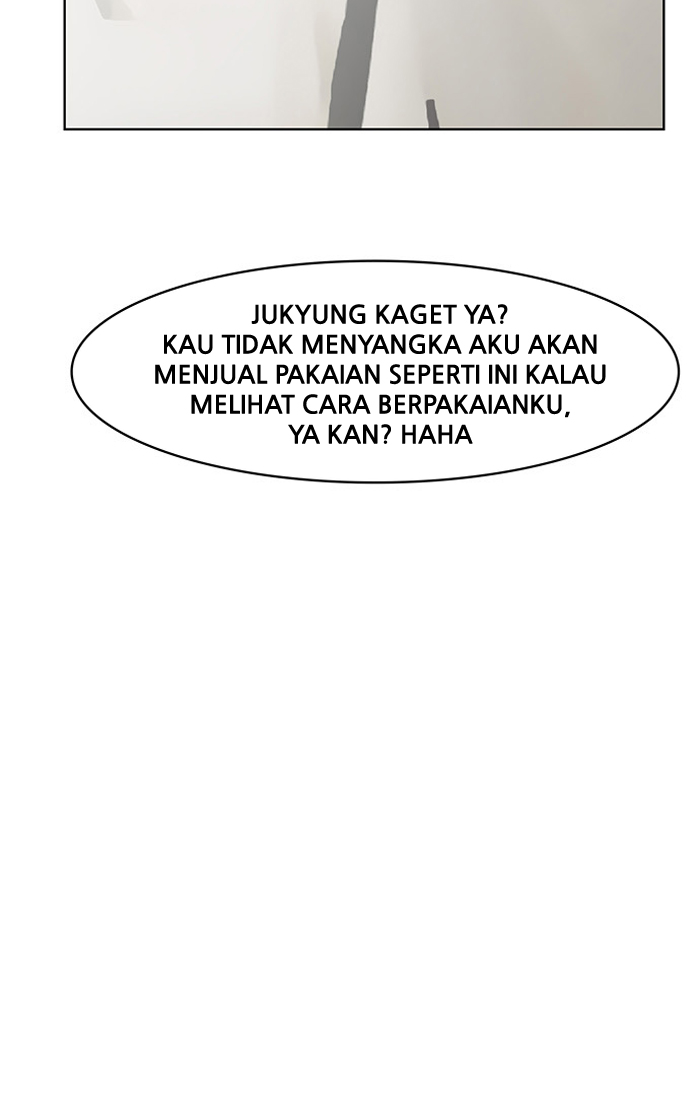 JUKYUNG KAGET YA?
KAU TIDAK MENYANGKA AKU AKAN
MENJUAL PAKAIAN SEPERTI INI KALAU
MELIHAT CARA BERPAKAIANKU,
YA KAN? HAHA